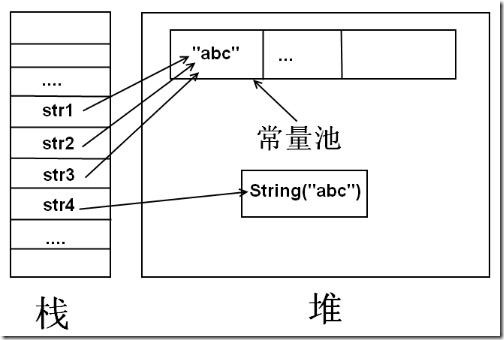 ....
str1
str2
str3
str4
....
栈
"abc"
...
常量池
String("abc")
堆